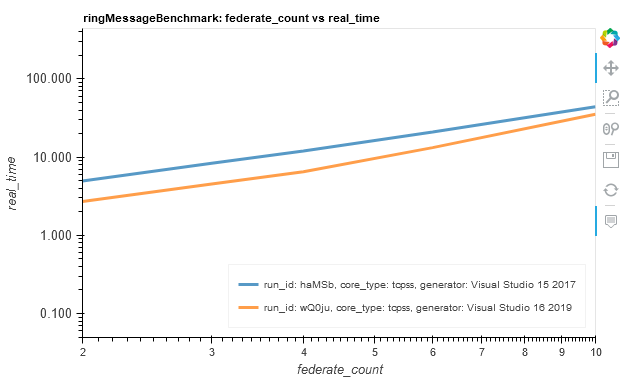 ringMessageBenchmark: federate_count vs real_time
100.000
10.000
1.000
0.100
real_time
run_id: haMSb, core_type: tcpss, generator: Visual Studio 15 2017
run_id: wQ0ju, core_type: tcpss, generator: Visual Studio 16 2019
2 3 4 5 6 7 8 9 10
federate_count